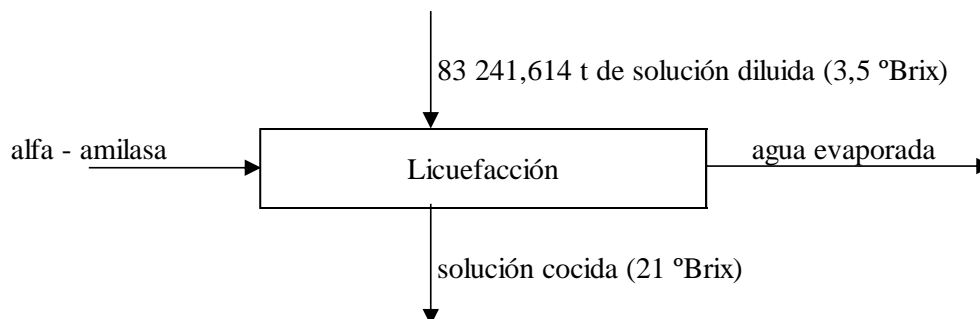 83 241,614 t de solución diluida (3,5 ºBrix)
alfa - amilasa
Licuefacción
agua evaporada
solución cocida (21 ºBrix)